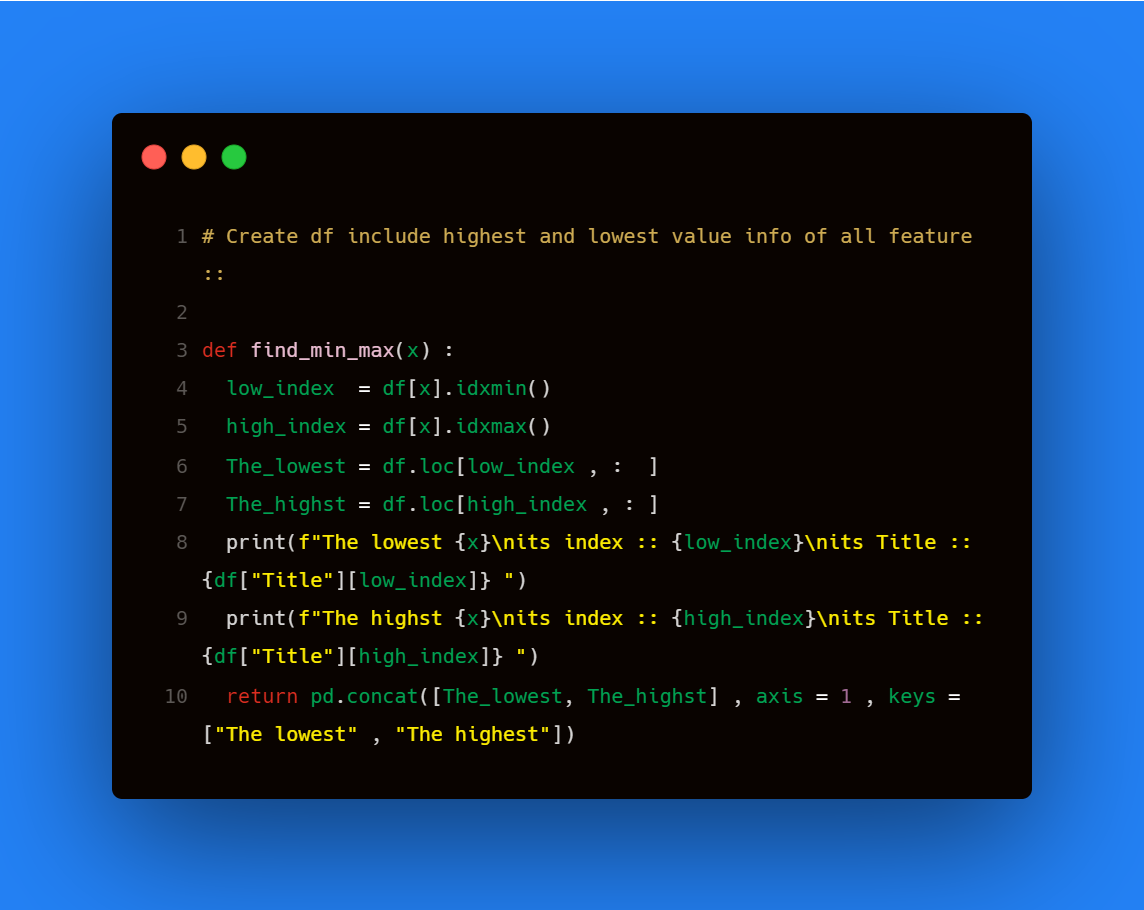 1 # Create df include highest and lowest value info of all feature
::
2
3 def find_min_max(x) :
4   low_index  = df[x].idxmin()
5   high_index = df[x].idxmax()
6   The_lowest = df.loc[low_index , :  ]
7   The_highst = df.loc[high_index , : ]
8   print(f"The lowest {x}\nits index :: {low_index}\nits Title ::
{df["Title"][low_index]} ")
9   print(f"The highst {x}\nits index :: {high_index}\nits Title ::
{df["Title"][high_index]} ")
10   return pd.concat([The_lowest, The_highst] , axis = 1 , keys =
["The lowest" , "The highest"])